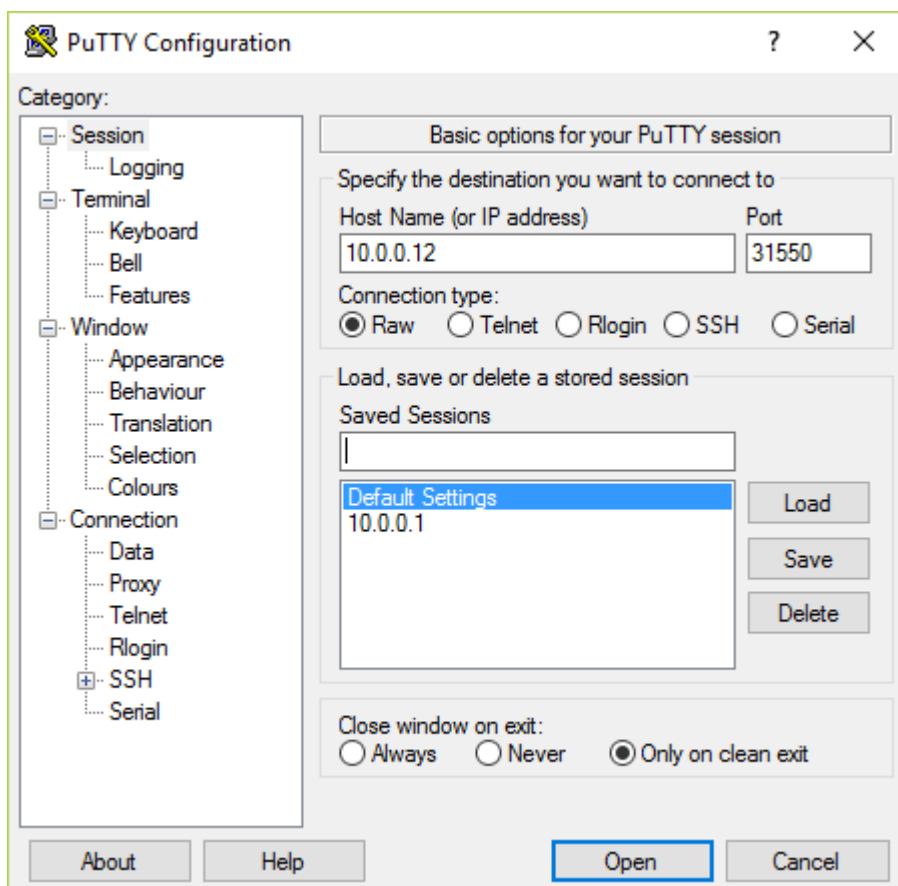 PuTTY Configuration
?
Category:
Session
Logging
Terminal
Keyboard
Bell
Features
Window
Appearance
Behaviour
Translation
Selection
Colours
Connection
Data
Proxy
Telnet
Rlogin
SSH
Serial
Basic options for your PuTTY session
Specify the destination you want to connect to
Host Name (or IP address) Port
10.0.0.12 31550
Connection type:
Raw Telnet Rlogin SSH Serial
Load, save or delete a stored session
Saved Sessions
Default Settings
10.0.0.1
Load
Save
Delete
Close window on exit:
Always Never Only on clean exit
About Help Open Cancel